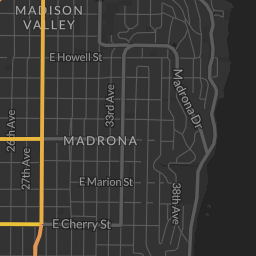 MADISON
VALLEY
E Howell St
33rd Ave
Madrona Dr
26th Ave
MADRONA
27th Ave
E Marion St
38th Ave
E Cherry St